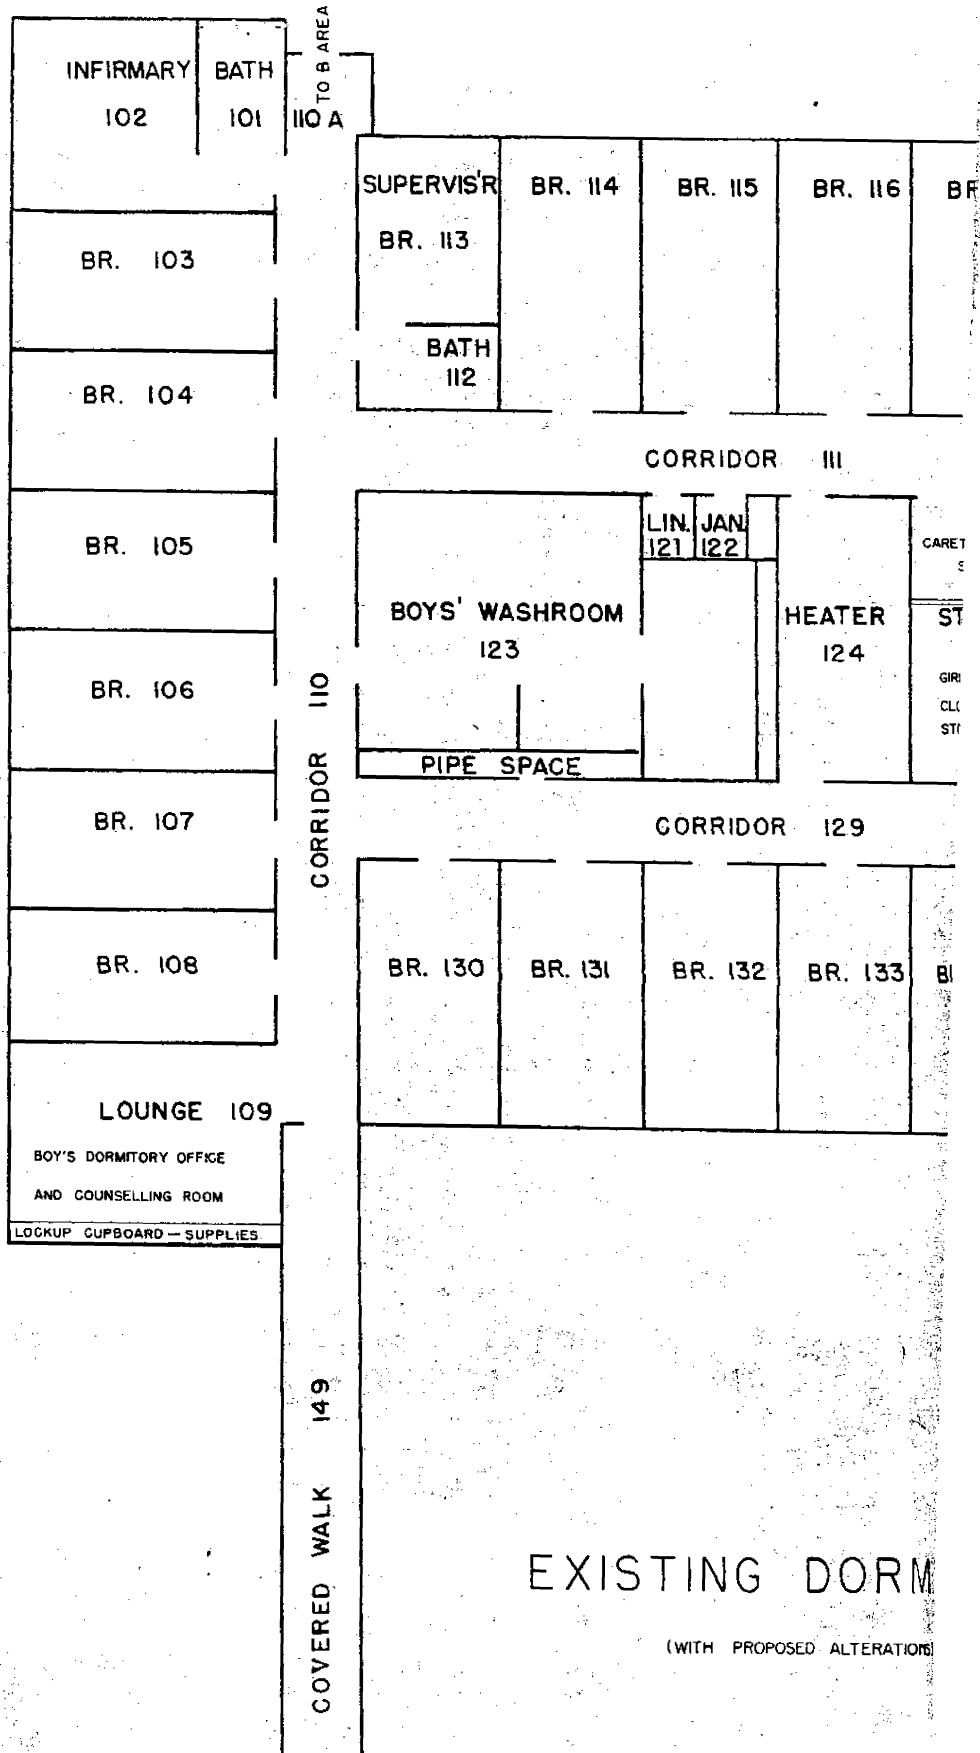 TO B AREA
INFIRMARY
102
BATH
101
110 A
SUPERVIS'R
BR. 113
BR. 114
BR. 115
BR. 116
BR. 103
BATH
112
BR. 104
CORRIDOR 111
LIN.
121
JAN.
122
BR. 105
BOYS' WASHROOM
123
HEATER
124
BR. 106
CORRIDOR 110
PIPE SPACE
BR. 107
CORRIDOR 129
BR. 108
BR. 130
BR. 131
BR. 132
BR. 133
LOUNGE 109
BOY'S DORMITORY OFFICE
AND COUNSELLING ROOM
LOCKUP CUPBOARD — SUPPLIES
COVERED WALK 149
EXISTING DORM
(WITH PROPOSED ALTERATIONS)